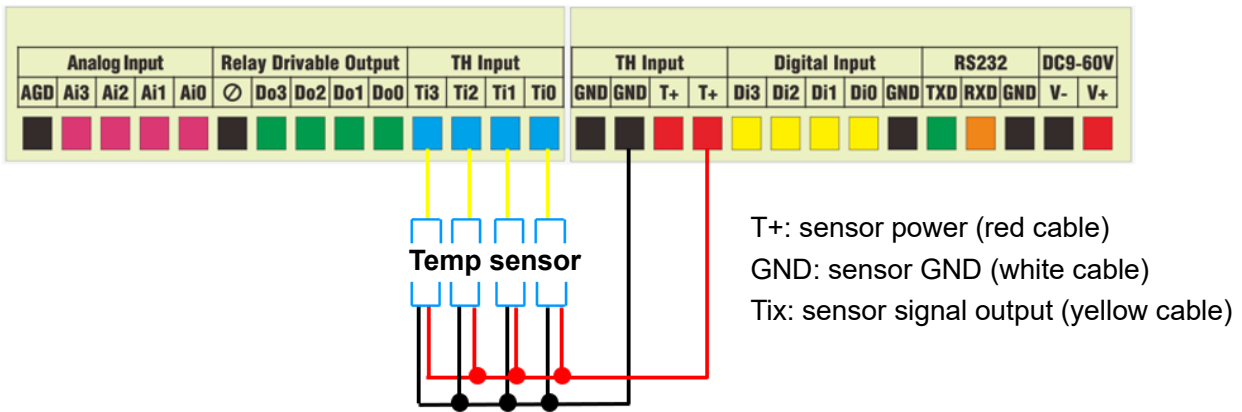 Analog Input Relay Drivable Output TH Input TH Input Digital Input RS232 DC9-60V
AGD Ai3 Ai2 Ai1 Ai0 ∅ Do3 Do2 Do1 Do0 Ti3 Ti2 Ti1 Ti0 GND GND T+ T+ Di3 Di2 Di1 Di0 GND TXD RXD GND V- V+
Temp sensor
T+: sensor power (red cable)
GND: sensor GND (white cable)
Tix: sensor signal output (yellow cable)